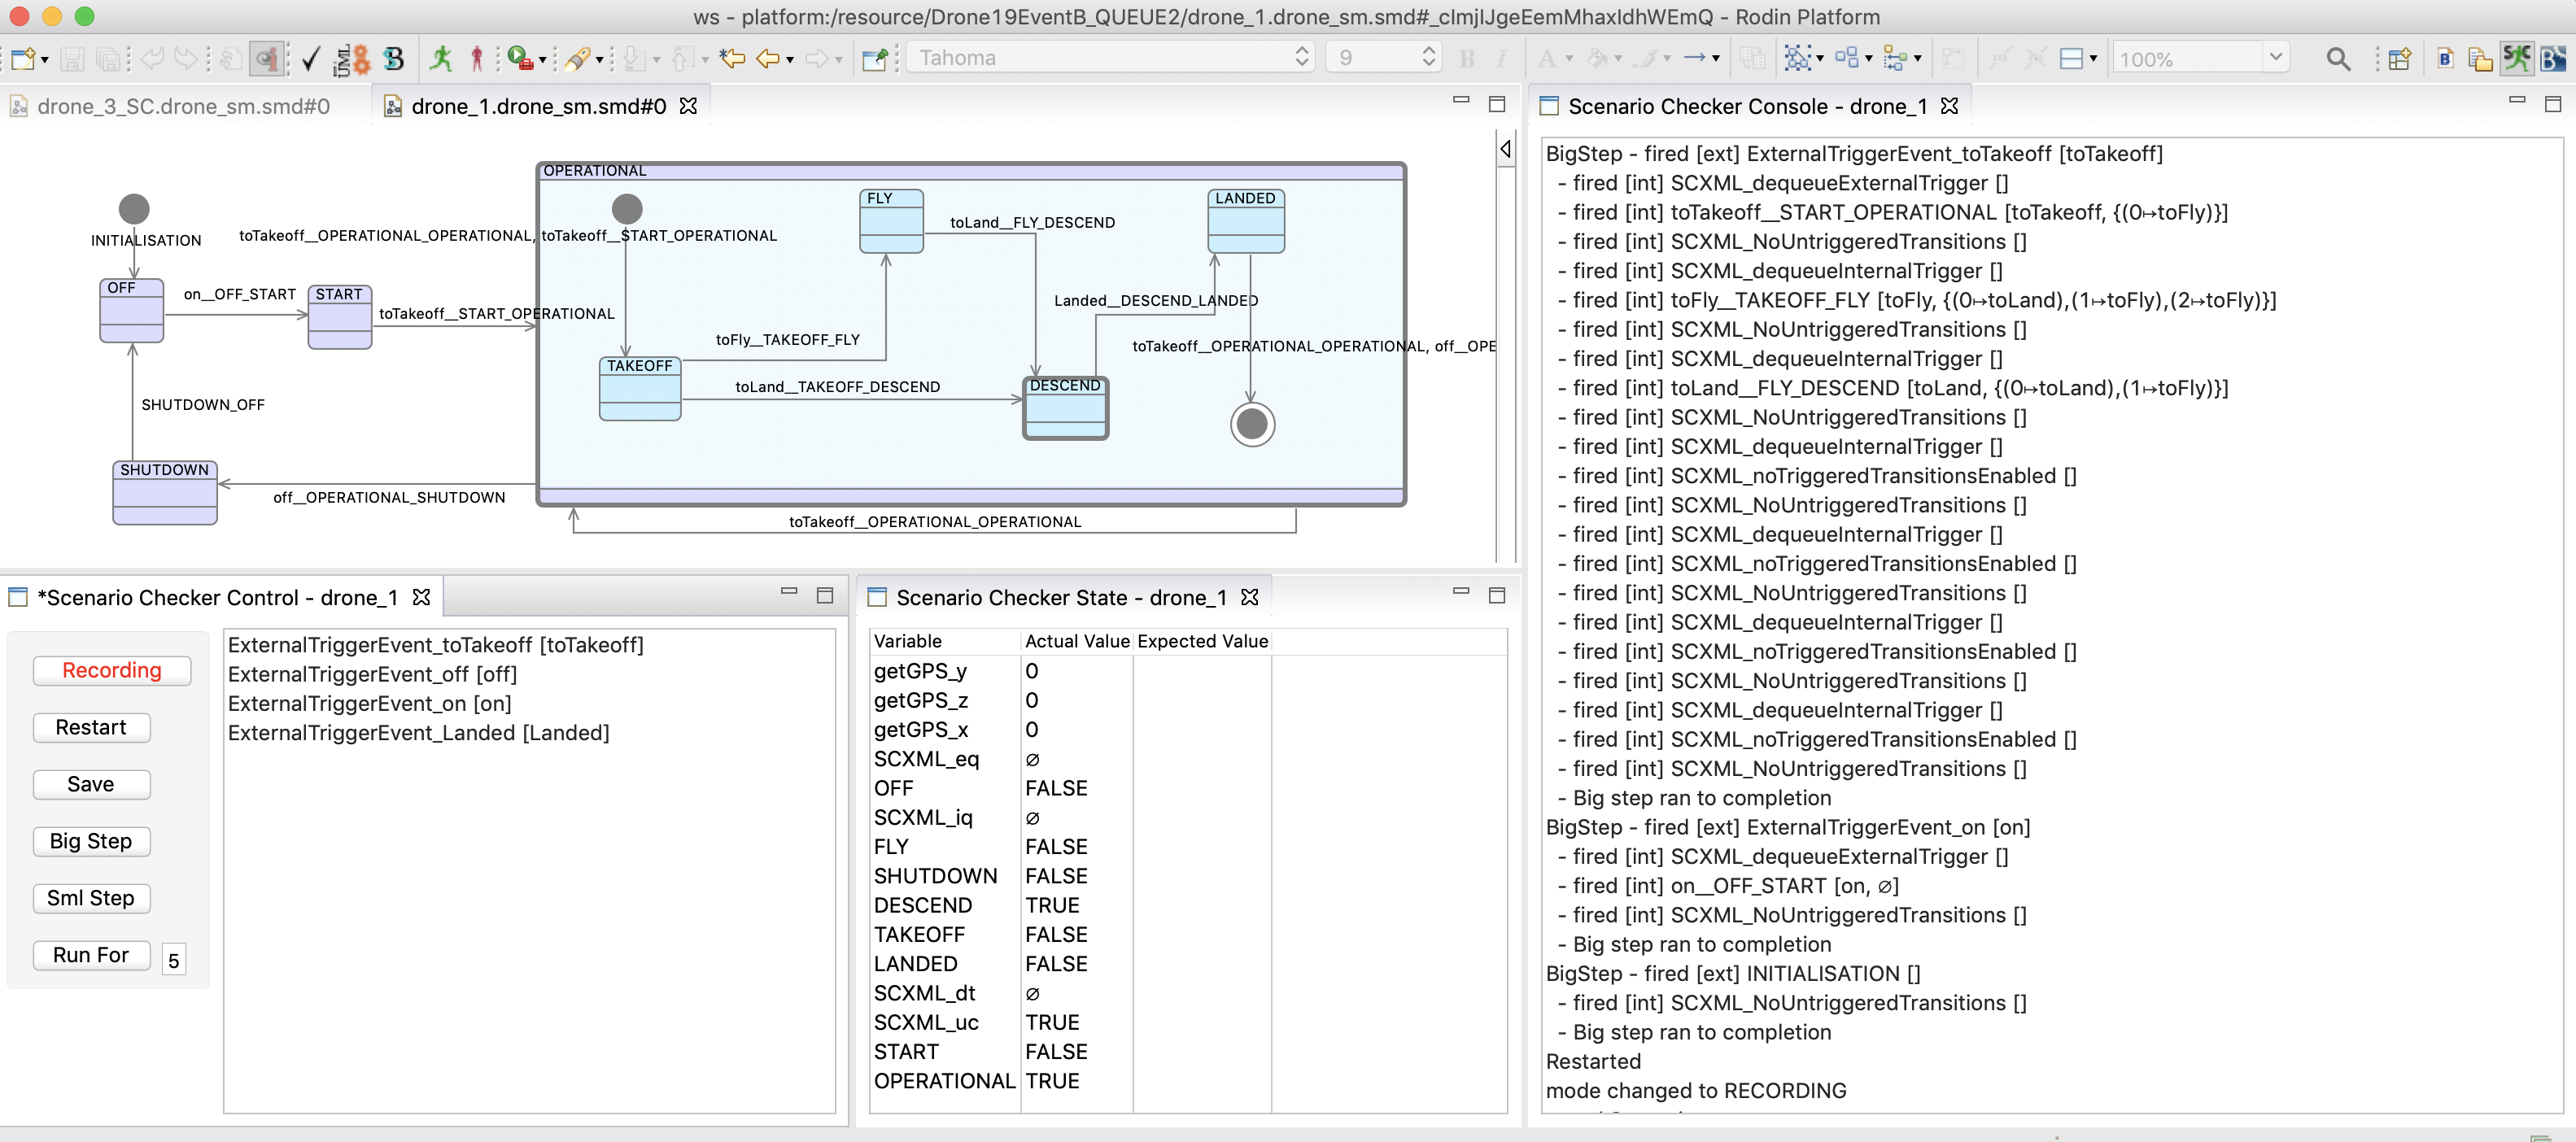 ws - platform:/resource/Drone19EventB_QUEUE2/drone_1.drone_sm.smd#_cImjIJgeEemMhaxIdhWEmQ - Rodin Platform
Tahoma
9
100%
drone_3_SC.drone_sm.smd#0
drone_1.drone_sm.smd#0
OPERATIONAL
INITIALISATION
toTakeoff__OPERATIONAL_OPERATIONAL, toTakeoff__START_OPERATIONAL
FLY
LANDED
toLand__FLY_DESCEND
OFF
on__OFF_START
START
toTakeoff__START_OPERATIONAL
Landed__DESCEND_LANDED
toFly__TAKEOFF_FLY
toTakeoff__OPERATIONAL_OPERATIONAL, off__OPE
TAKEOFF
toLand__TAKEOFF_DESCEND
DESCEND
SHUTDOWN_OFF
SHUTDOWN
off__OPERATIONAL_SHUTDOWN
toTakeoff__OPERATIONAL_OPERATIONAL
*Scenario Checker Control - drone_1
Recording
Restart
Save
Big Step
Sml Step
Run For 5
ExternalTriggerEvent_toTakeoff [toTakeoff]
ExternalTriggerEvent_off [off]
ExternalTriggerEvent_on [on]
ExternalTriggerEvent_Landed [Landed]
Scenario Checker State - drone_1
Variable Actual Value Expected Value
getGPS_y 0
getGPS_z 0
getGPS_x 0
SCXML_eq ∅
OFF FALSE
SCXML_iq ∅
FLY FALSE
SHUTDOWN FALSE
DESCEND TRUE
TAKEOFF FALSE
LANDED FALSE
SCXML_dt ∅
SCXML_uc TRUE
START FALSE
OPERATIONAL TRUE
Scenario Checker Console - drone_1
BigStep - fired [ext] ExternalTriggerEvent_toTakeoff [toTakeoff]
- fired [int] SCXML_dequeueExternalTrigger []
- fired [int] toTakeoff__START_OPERATIONAL [toTakeoff, {(0↦toFly)}]
- fired [int] SCXML_NoUntriggeredTransitions []
- fired [int] SCXML_dequeueInternalTrigger []
- fired [int] toFly__TAKEOFF_FLY [toFly, {(0↦toLand),(1↦toFly),(2↦toFly)}]
- fired [int] SCXML_NoUntriggeredTransitions []
- fired [int] SCXML_dequeueInternalTrigger []
- fired [int] toLand__FLY_DESCEND [toLand, {(0↦toLand),(1↦toFly)}]
- fired [int] SCXML_NoUntriggeredTransitions []
- fired [int] SCXML_dequeueInternalTrigger []
- fired [int] SCXML_noTriggeredTransitionsEnabled []
- fired [int] SCXML_NoUntriggeredTransitions []
- fired [int] SCXML_dequeueInternalTrigger []
- fired [int] SCXML_noTriggeredTransitionsEnabled []
- fired [int] SCXML_NoUntriggeredTransitions []
- fired [int] SCXML_dequeueInternalTrigger []
- fired [int] SCXML_noTriggeredTransitionsEnabled []
- fired [int] SCXML_NoUntriggeredTransitions []
- fired [int] SCXML_dequeueInternalTrigger []
- fired [int] SCXML_noTriggeredTransitionsEnabled []
- fired [int] SCXML_NoUntriggeredTransitions []
- Big step ran to completion
BigStep - fired [ext] ExternalTriggerEvent_on [on]
- fired [int] SCXML_dequeueExternalTrigger []
- fired [int] on__OFF_START [on, ∅]
- fired [int] SCXML_NoUntriggeredTransitions []
- Big step ran to completion
BigStep - fired [ext] INITIALISATION []
- fired [int] SCXML_NoUntriggeredTransitions []
- Big step ran to completion
Restarted
mode changed to RECORDING